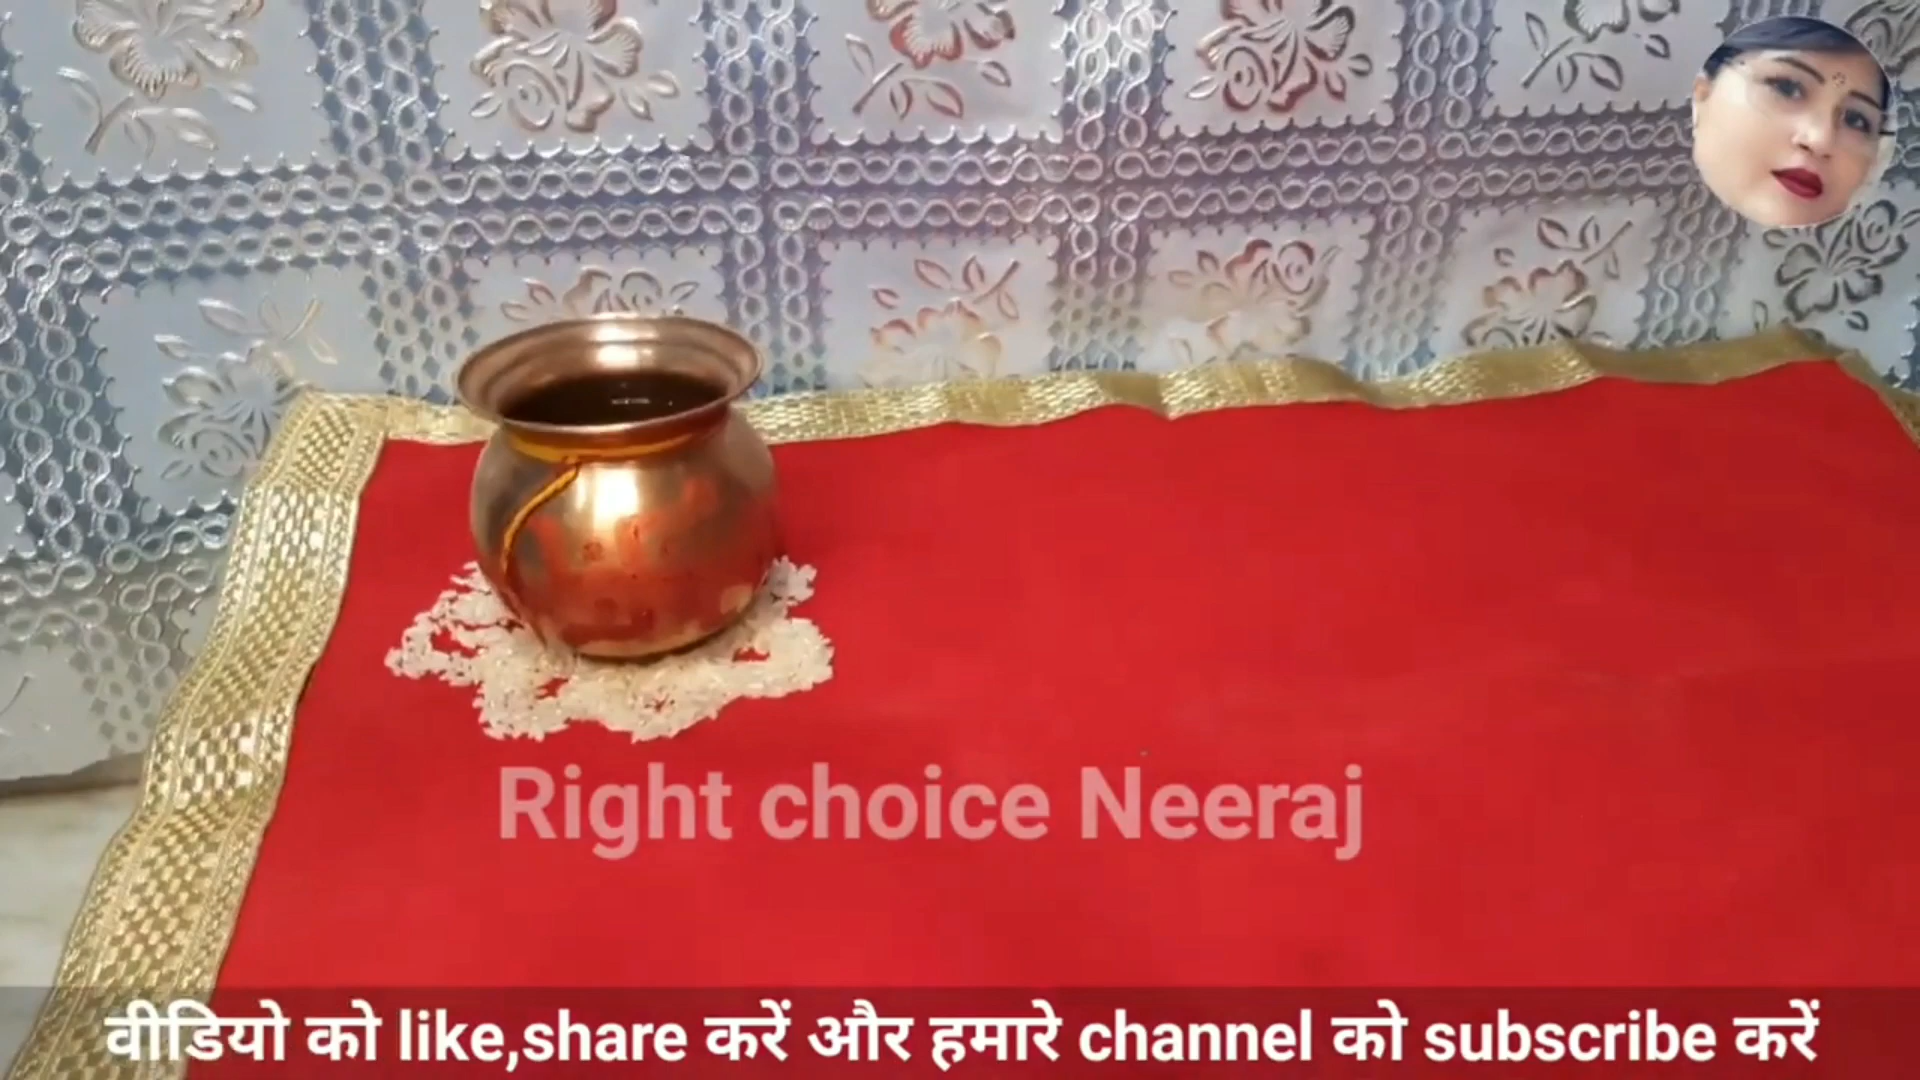 Right choice Neeraj
वीडियो को like,share करें और हमारे channel को subscribe करें